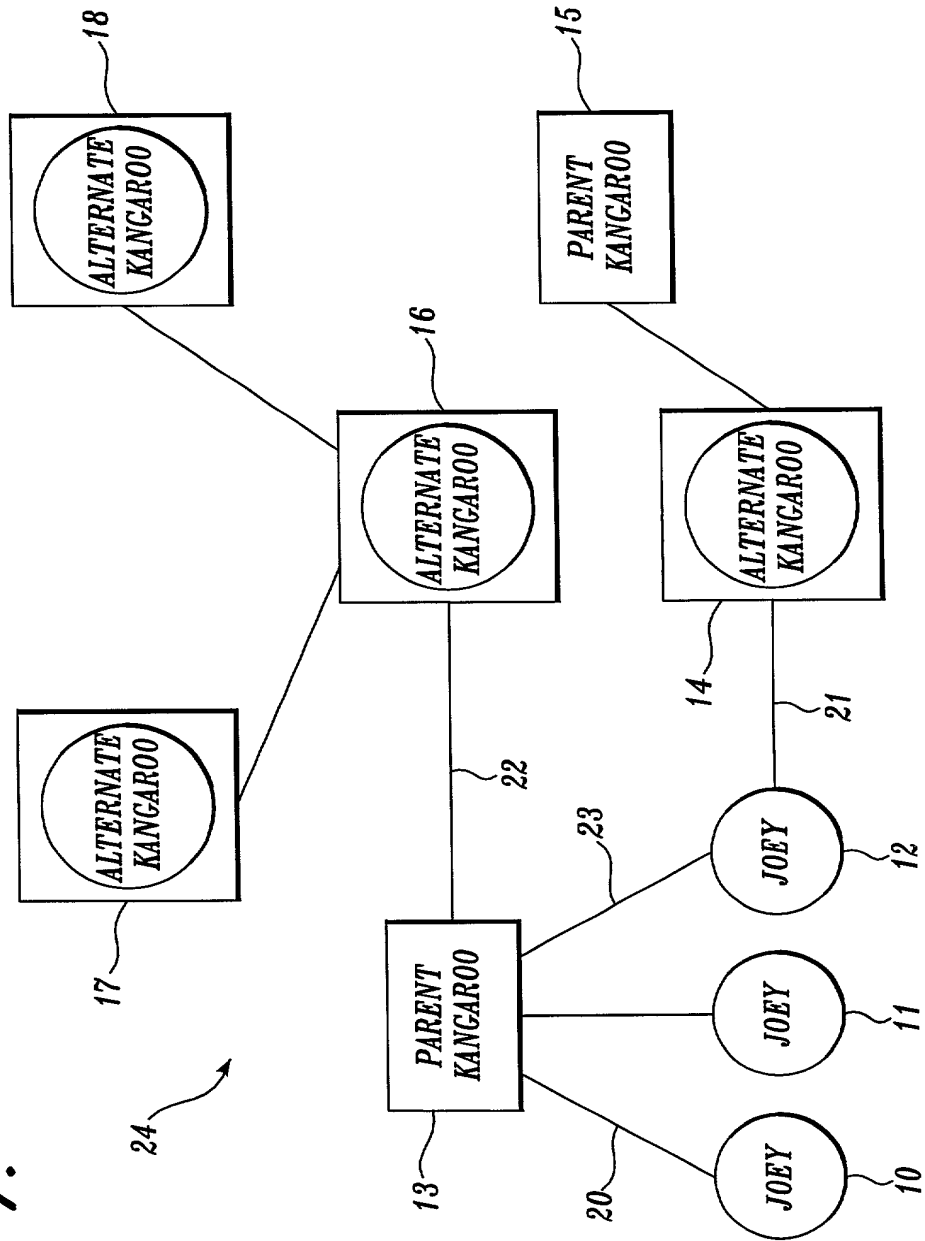 18
ALTERNATE
KANGAROO
15
PARENT
KANGAROO
16
ALTERNATE
KANGAROO
ALTERNATE
KANGAROO
14
21
ALTERNATE
KANGAROO
17
22
23
JOEY
12
24
PARENT
KANGAROO
13
JOEY
11
20
JOEY
10